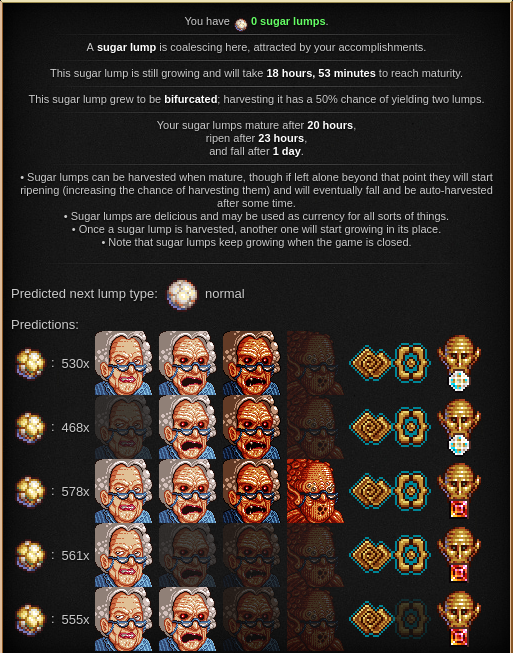 You have 0 sugar lumps.
A sugar lump is coalescing here, attracted by your accomplishments.
This sugar lump is still growing and will take 18 hours, 53 minutes to reach maturity.
This sugar lump grew to be bifurcated; harvesting it has a 50% chance of yielding two lumps.
Your sugar lumps mature after 20 hours,
ripen after 23 hours,
and fall after 1 day.
• Sugar lumps can be harvested when mature, though if left alone beyond that point they will start
ripening (increasing the chance of harvesting them) and will eventually fall and be auto-harvested
after some time.
• Sugar lumps are delicious and may be used as currency for all sorts of things.
• Once a sugar lump is harvested, another one will start growing in its place.
• Note that sugar lumps keep growing when the game is closed.
Predicted next lump type: normal
Predictions:
: 530x
: 468x
: 578x
: 561x
: 555x